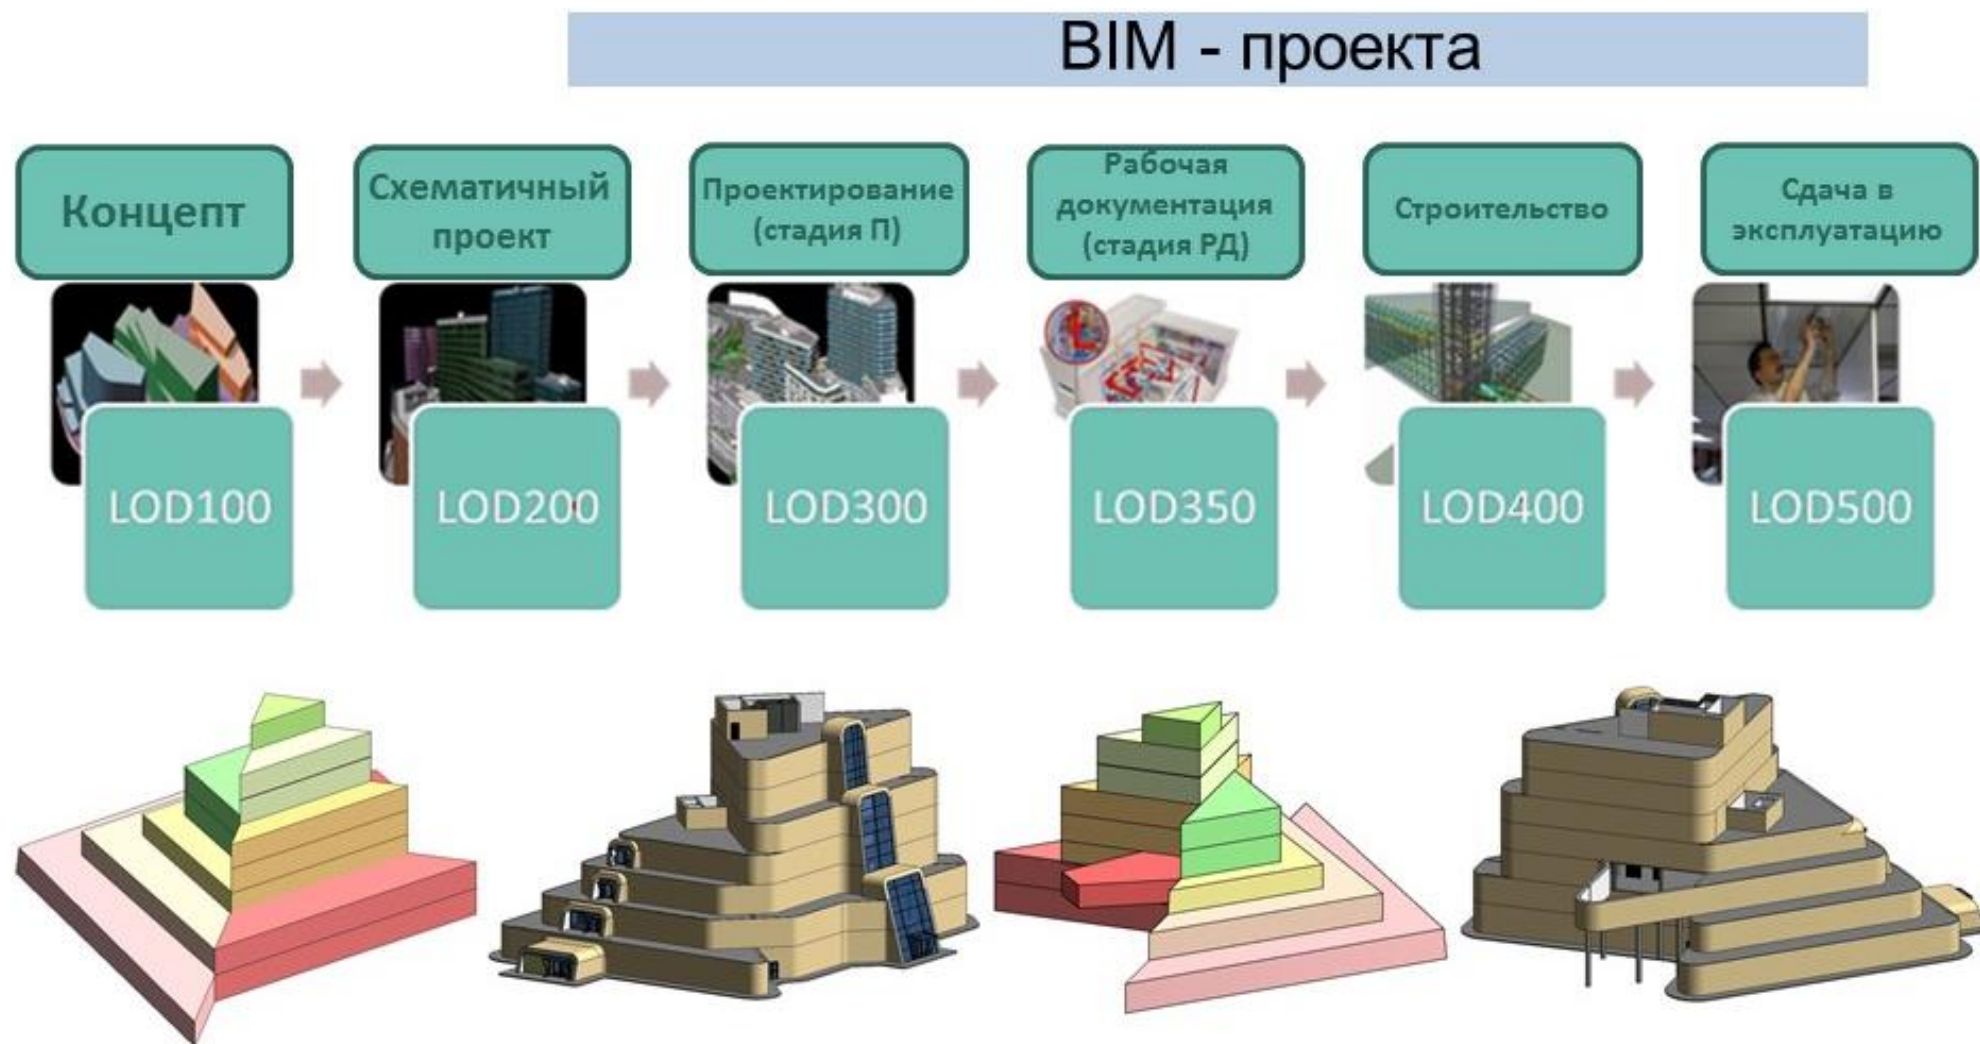 BIM - проекта
Концепт
Схематичный
проект
Проектирование
(стадия П)
Рабочая
документация
(стадия РД)
Строительство
Сдача в
эксплуатацию
LOD100
LOD200
LOD300
LOD350
LOD400
LOD500